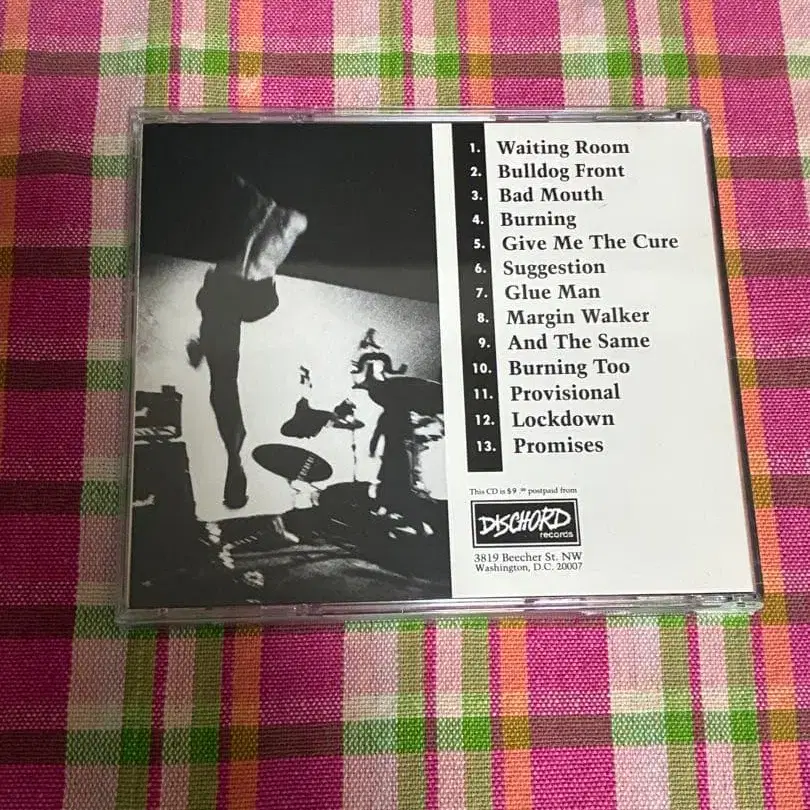 1. Waiting Room
2. Bulldog Front
3. Bad Mouth
4. Burning
5. Give Me The Cure
6. Suggestion
7. Glue Man
8. Margin Walker
9. And The Same
10. Burning Too
11. Provisional
12. Lockdown
13. Promises
This CD is $9.00 postpaid from
DISCHORD
records
3819 Beecher St. NW
Washington, D.C. 20007